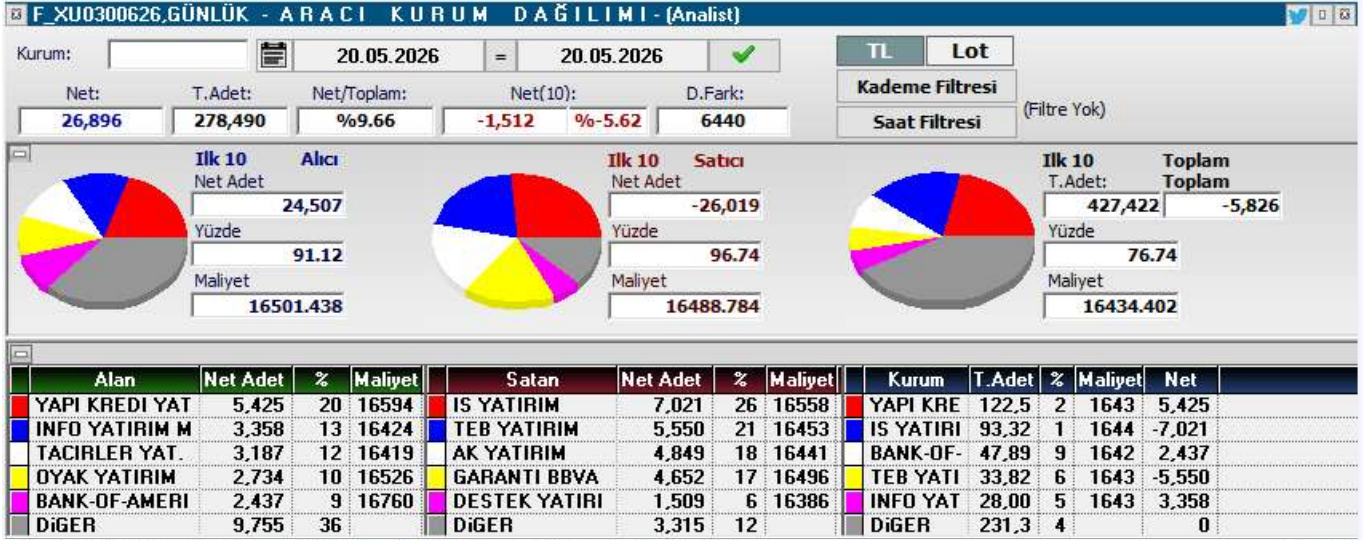 F_XU0300626,GÜNLÜK - ARACI KURUM DAĞILIMI - (Analist)
Kurum: 20.05.2026 = 20.05.2026 TL Lot
Kademe Filtresi
Net: T.Adet: Net/Toplam: Net(10): D.Fark:
26,896 278,490 %9.66 -1,512 %-5.62 6440 Saat Filtresi (Filtre Yok)
Ilk 10 Alıcı Ilk 10 Satıcı Ilk 10 Toplam
Net Adet Net Adet T.Adet: Toplam
24,507 -26,019 427,422 -5,826
Yüzde Yüzde Yüzde
91.12 96.74 76.74
Maliyet Maliyet Maliyet
16501.438 16488.784 16434.402
Alan Net Adet % Maliyet Satan Net Adet % Maliyet Kurum T.Adet % Maliyet Net
YAPI KREDI YAT 5,425 20 16594 IS YATIRIM 7,021 26 16558 YAPI KRE 122,5 2 1643 5,425
INFO YATIRIM M 3,358 13 16424 TEB YATIRIM 5,550 21 16453 IS YATIRI 93,32 1 1644 -7,021
TACIRLER YAT. 3,187 12 16419 AK YATIRIM 4,849 18 16441 BANK-OF- 47,89 9 1642 2,437
OYAK YATIRIM 2,734 10 16526 GARANTI BBVA 4,652 17 16496 TEB YATI 33,82 6 1643 -5,550
BANK-OF-AMERI 2,437 9 16760 DESTEK YATIRI 1,509 6 16386 INFO YAT 28,00 5 1643 3,358
DiGER 9,755 36 DiGER 3,315 12 DiGER 231,3 4 0